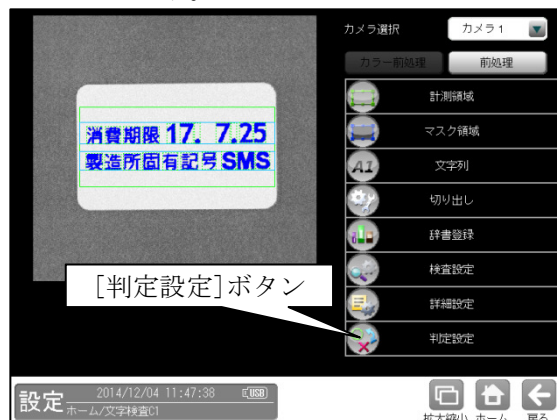 カメラ選択
カメラ1
カラー前処理
前処理
計測領域
マスク領域
文字列
切り出し
辞書登録
検査設定
詳細設定
判定設定
消費期限 17. 7.25
製造所固有記号 SMS
[判定設定]ボタン
設定
2014/12/04 11:47:38
USB
ホーム/文字検査C1
拡大縮小
ホーム
戻る